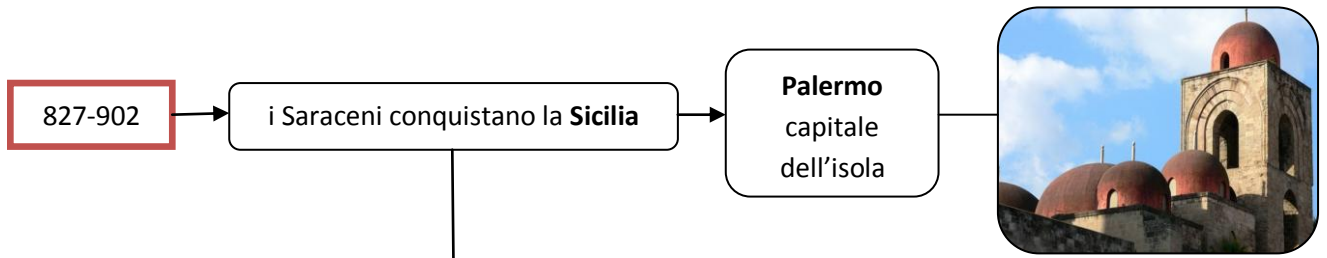 827-902
i Saraceni conquistano la Sicilia
Palermo
capitale
dell’isola